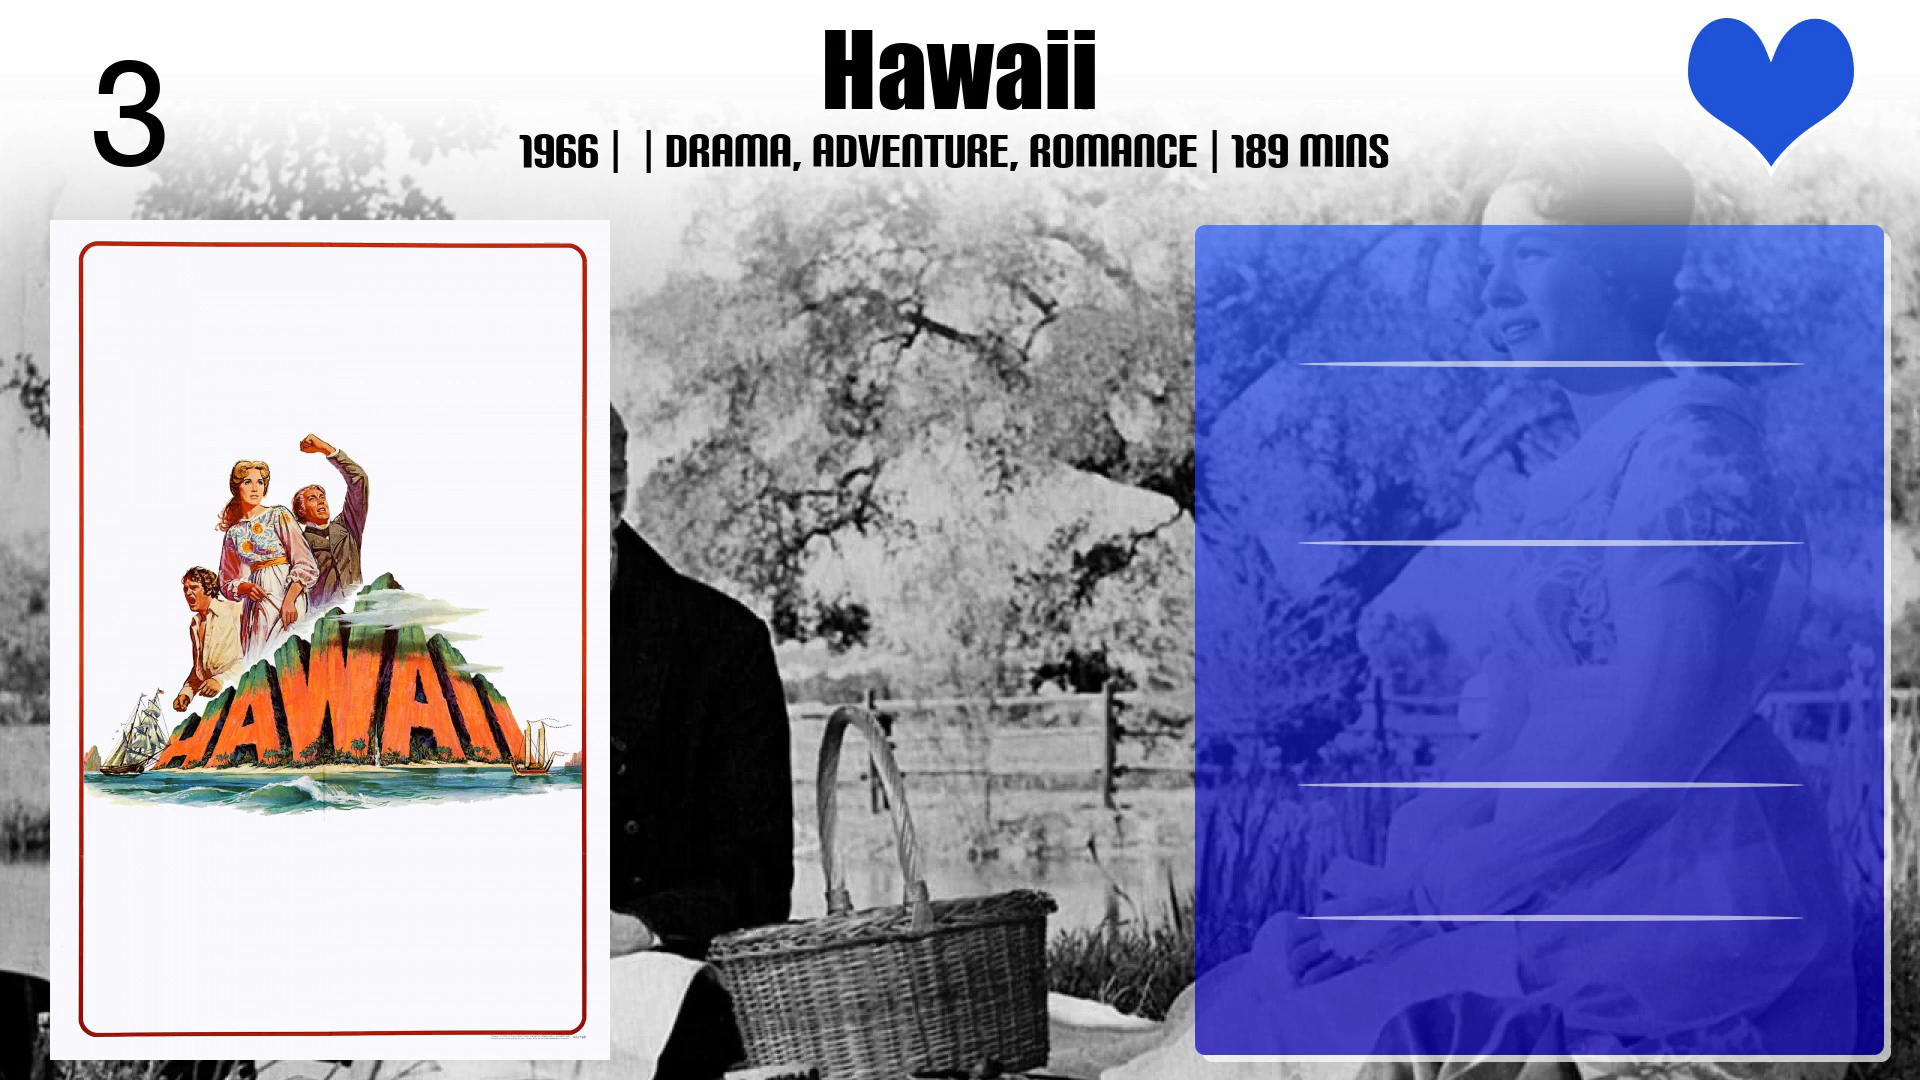 3
Hawaii
1966 | | DRAMA, ADVENTURE, ROMANCE | 189 MINS
HAWAII